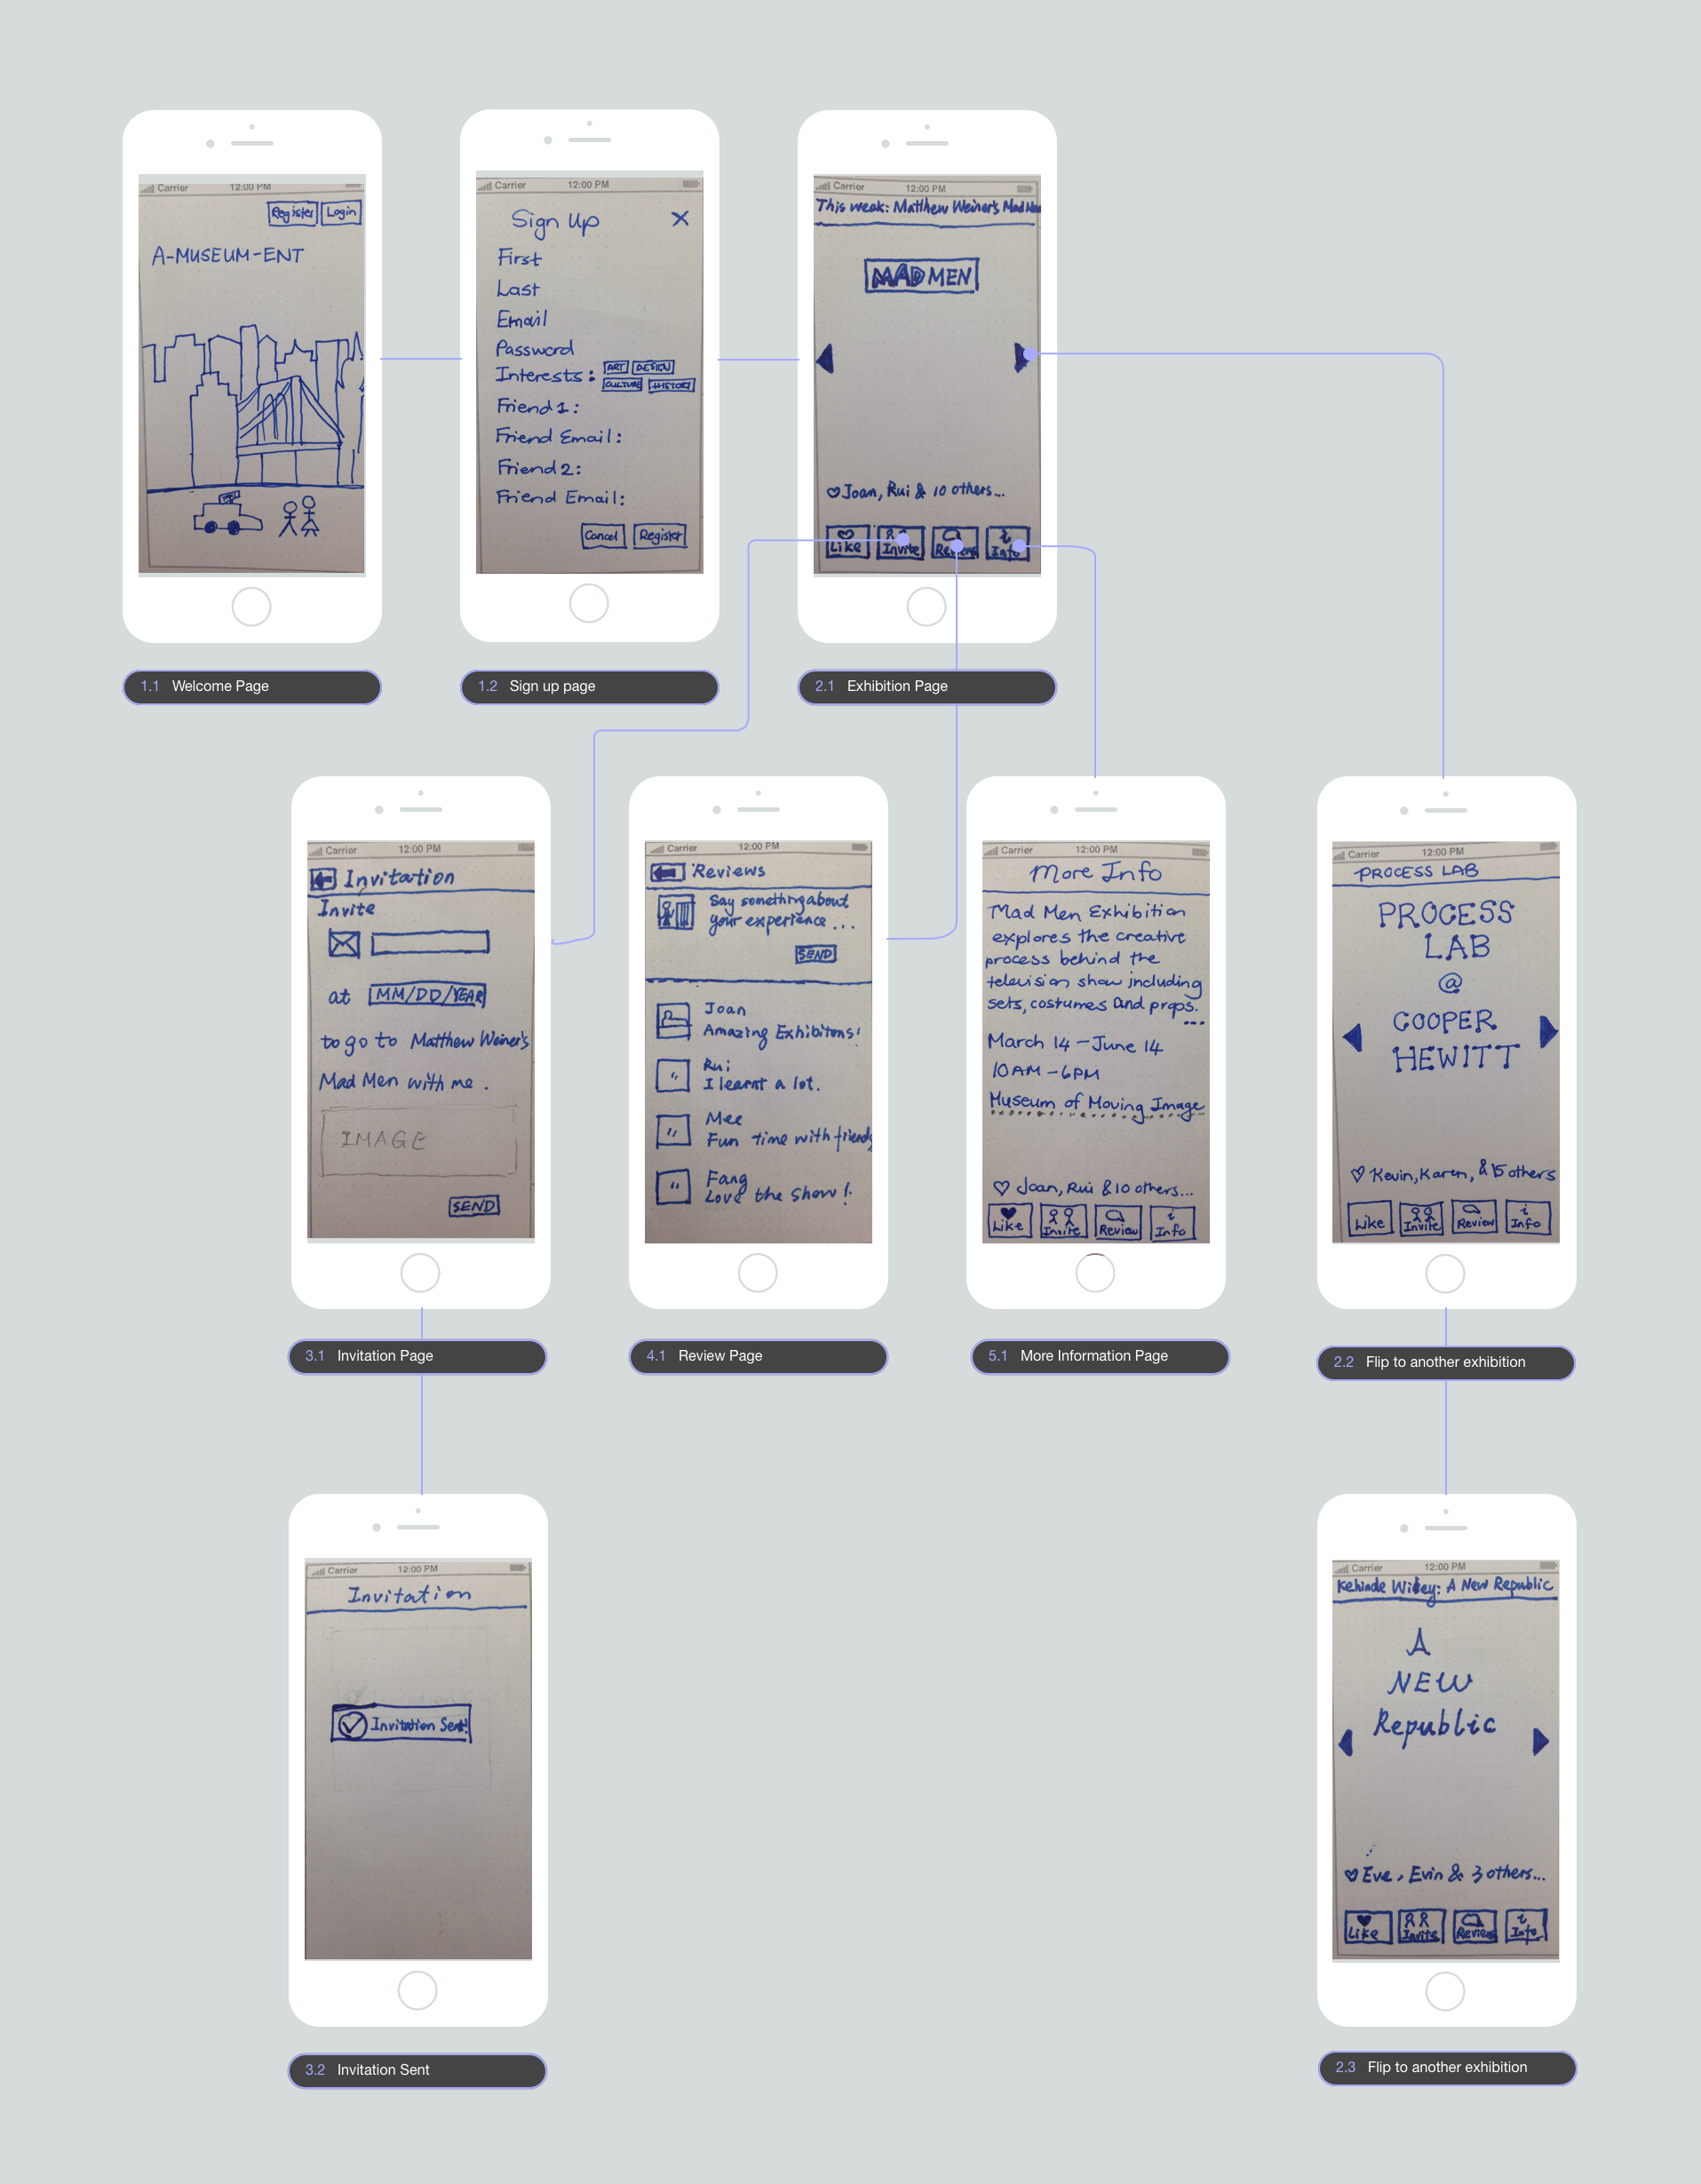 Carrier 12:00 PM
Register Login
A-MUSEUM-ENT
1.1 Welcome Page
Carrier 12:00 PM
Sign Up X
First
Last
Email
Password
Interests: ART DESIGN
CULTURE HISTORY
Friend 1:
Friend Email:
Friend 2:
Friend Email:
Cancel Register
1.2 Sign up page
Carrier 12:00 PM
This week: Matthew Weiner's Mad Men
MAD MEN
Joan, Rui & 10 others...
Like Invite Reviews Info
2.1 Exhibition Page
Carrier 12:00 PM
Invitation
Invite
at MM/DD/YEAR
to go to Matthew Weiner's
Mad Men with me.
IMAGE
SEND
3.1 Invitation Page
Carrier 12:00 PM
Reviews
Say something about
your experience...
SEND
Joan
Amazing Exhibitons!
Rui
I learnt a lot.
Mee
Fun time with friends
Fang
Love the show!
4.1 Review Page
Carrier 12:00 PM
More Info
Mad Men Exhibition
explores the creative
process behind the
television show including
sets, costumes and props.
...
March 14 - June 14
10AM - 6PM
Museum of Moving Image
Joan, Rui & 10 others...
Like Invite Review Info
5.1 More Information Page
Carrier 12:00 PM
PROCESS LAB
PROCESS
LAB
@
COOPER
HEWITT
Kevin, Karen, & 15 others
Like Invite Review Info
2.2 Flip to another exhibition
Carrier 12:00 PM
Invitation
Invitation Sent!
3.2 Invitation Sent
Carrier 12:00 PM
Kehinde Wiley: A New Republic
A
NEW
Republic
Eve, Evin & 3 others...
Like Invite Reviews Info
2.3 Flip to another exhibition